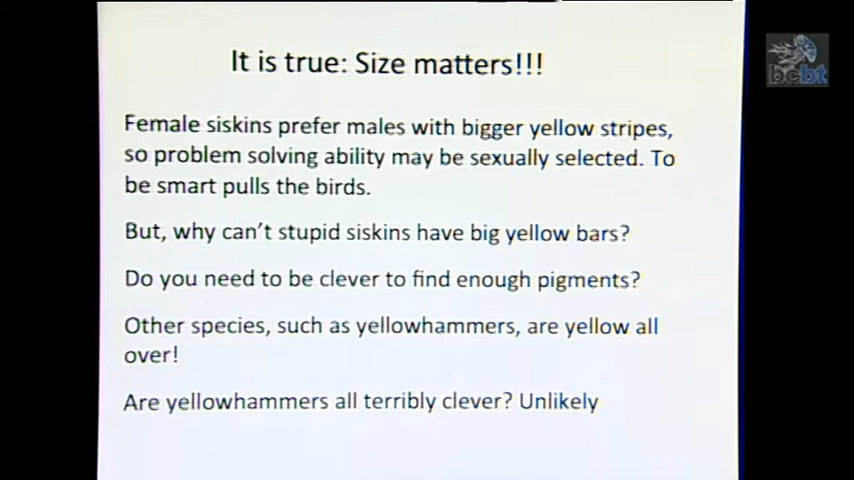 It is true: Size matters!!!
Female siskins prefer males with bigger yellow stripes,
so problem solving ability may be sexually selected. To
be smart pulls the birds.
But, why can't stupid siskins have big yellow bars?
Do you need to be clever to find enough pigments?
Other species, such as yellowhammers, are yellow all
over!
Are yellowhammers all terribly clever? Unlikely
bcbt